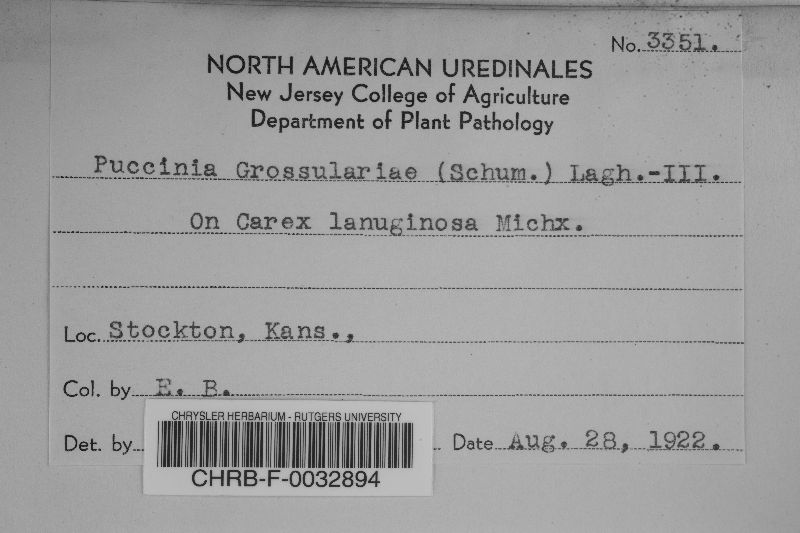 No. 3351.
NORTH AMERICAN UREDINALES
New Jersey College of Agriculture
Department of Plant Pathology
Puccinia Grossulariae (Schum.) Lagh.-III.
On Carex lanuginosa Michx.
Loc. Stockton, Kans.,
Col. by E. B.
CHRYSLER HERBARIUM - RUTGERS UNIVERSITY
Det. by Date Aug. 28, 1922.
CHRB-F-0032894